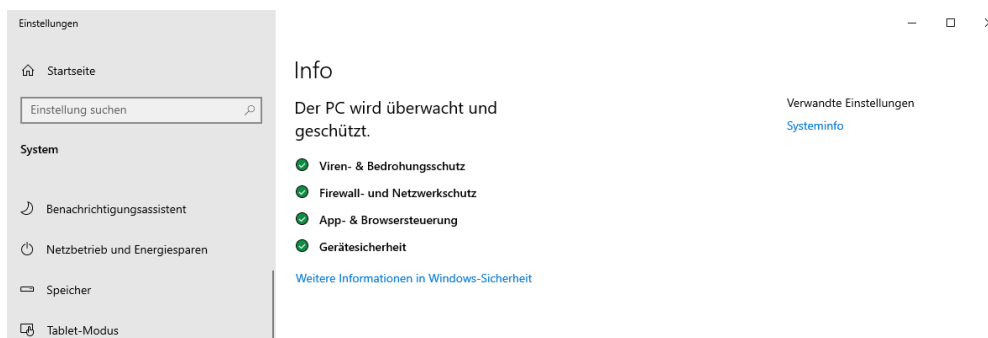 Einstellungen
Startseite
Einstellung suchen
System
Benachrichtigungsassistent
Netzbetrieb und Energiesparen
Speicher
Tablet-Modus
Info
Der PC wird überwacht und
geschützt.
Viren- & Bedrohungsschutz
Firewall- und Netzwerkschutz
App- & Browsersteuerung
Gerätesicherheit
Weitere Informationen in Windows-Sicherheit
Verwandte Einstellungen
Systeminfo